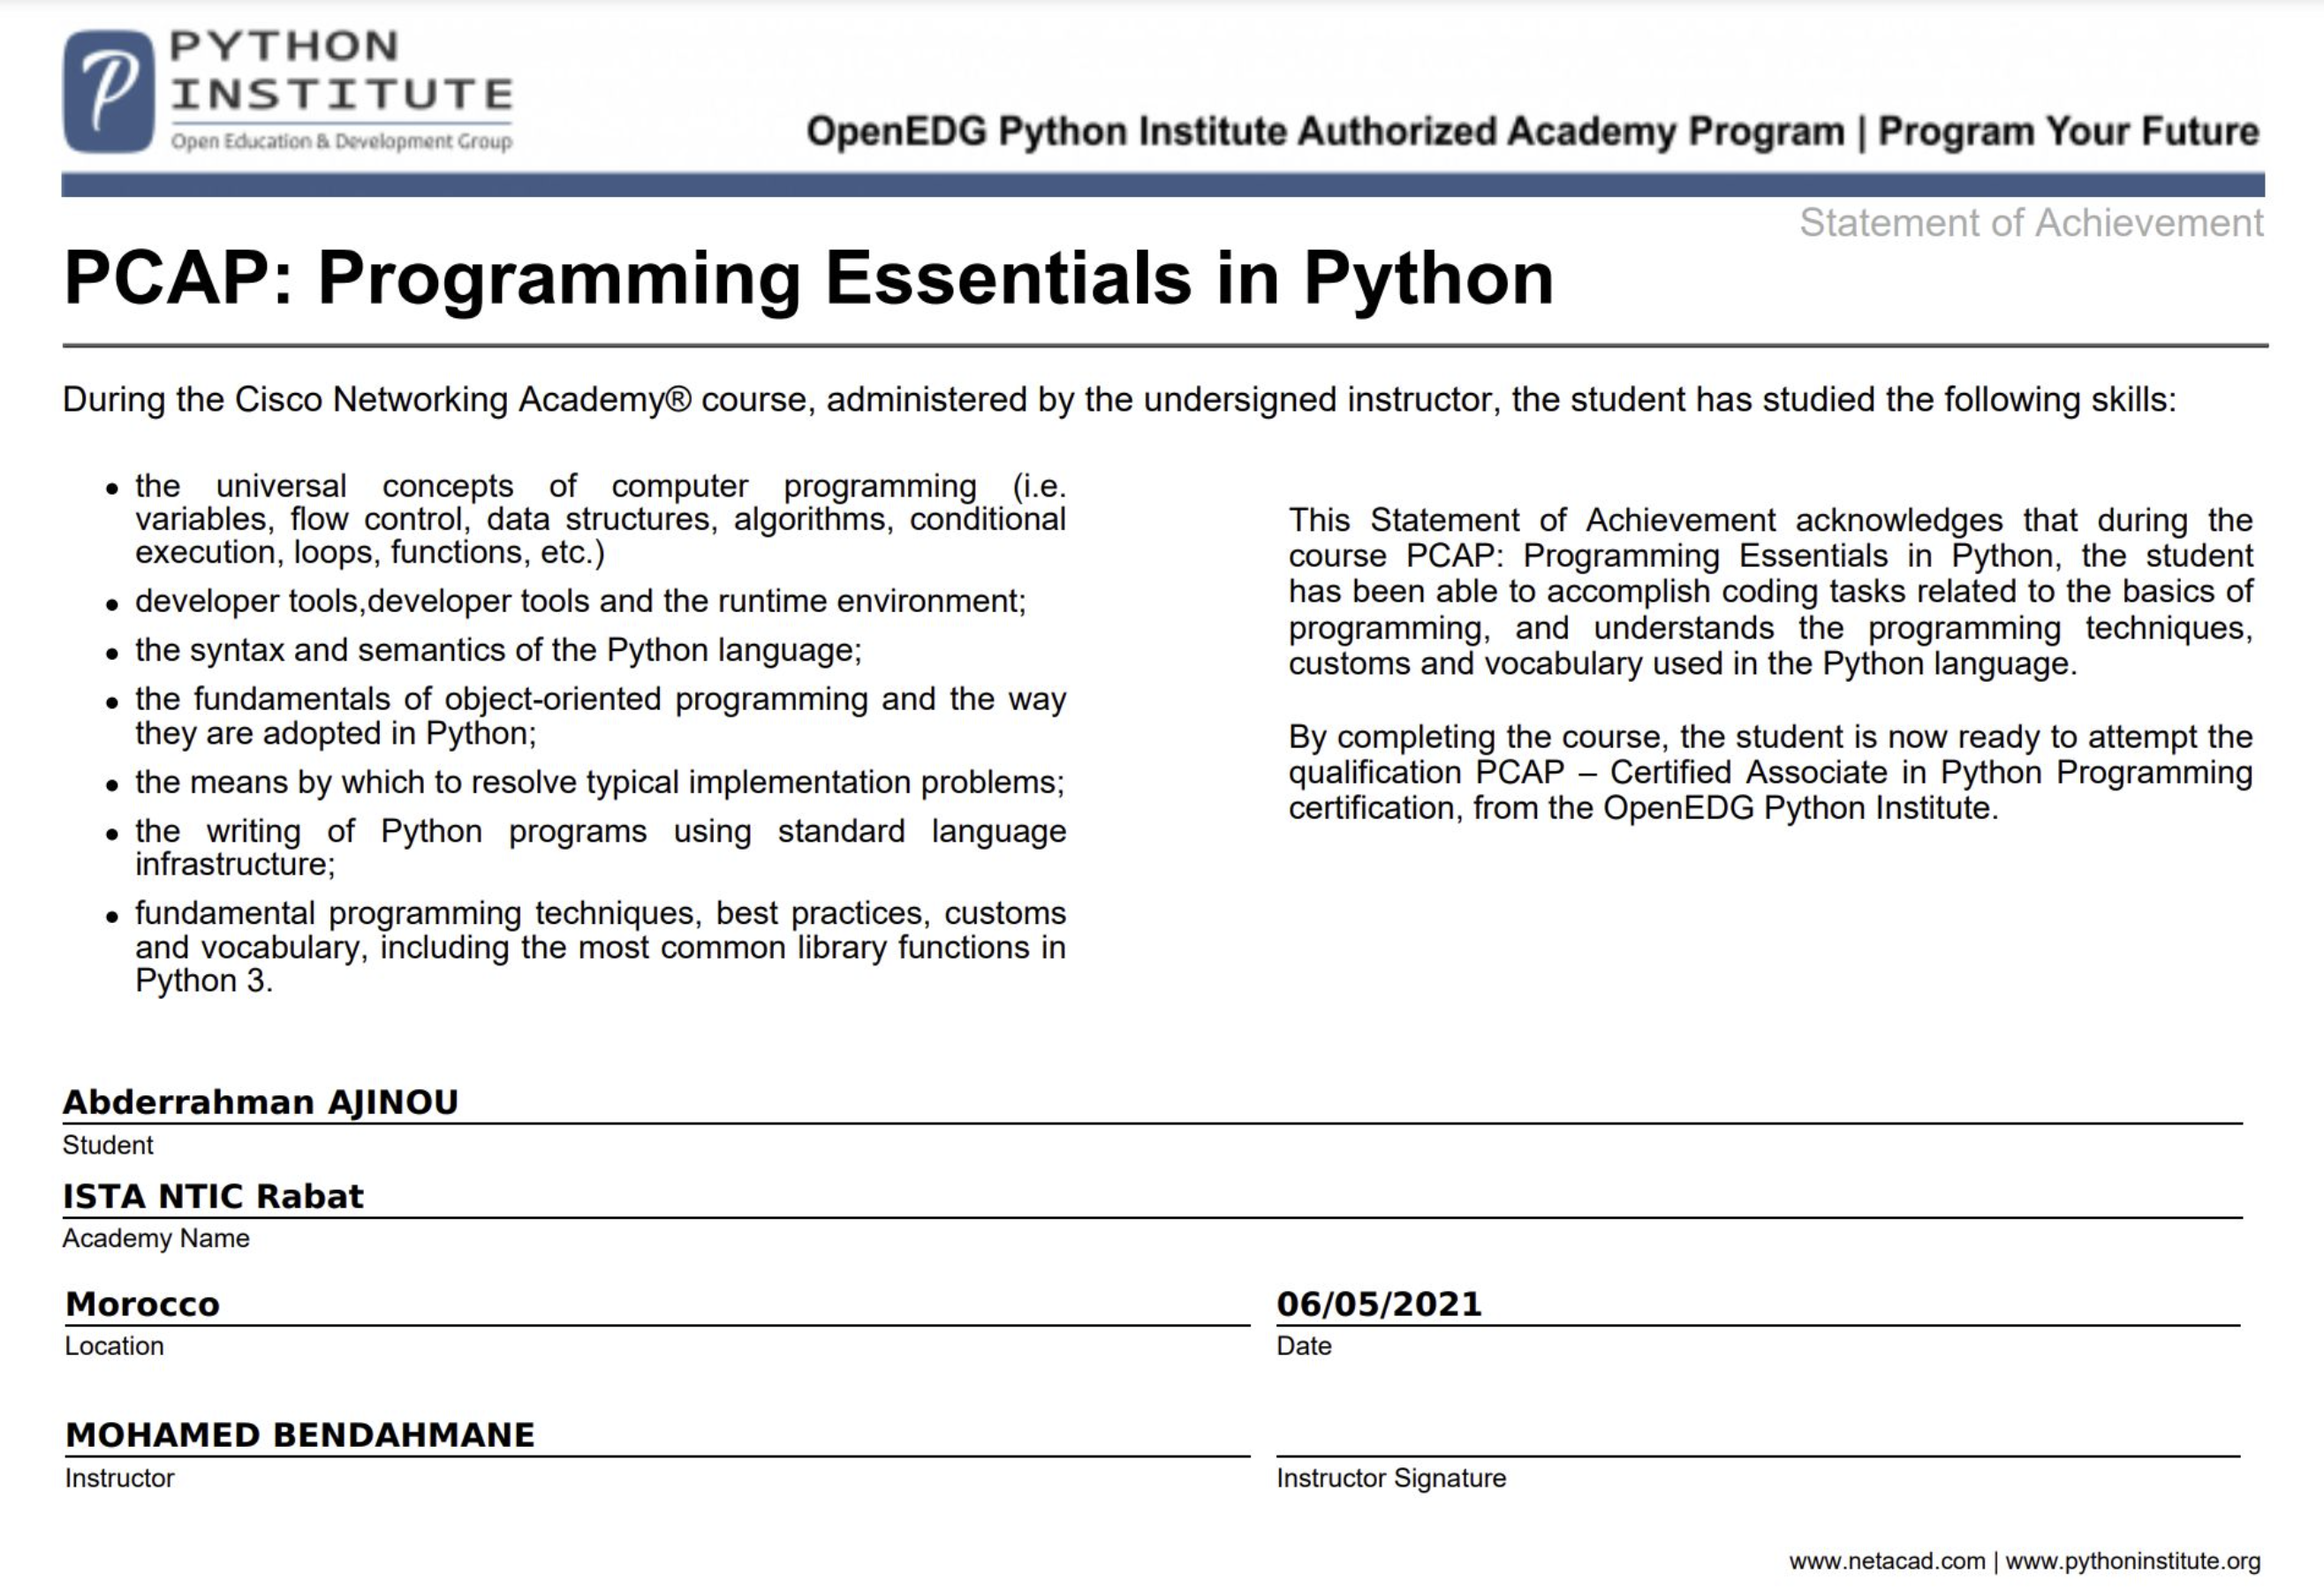 PYTHON
INSTITUTE
Open Education & Development Group
OpenEDG Python Institute Authorized Academy Program | Program Your Future
Statement of Achievement
PCAP: Programming Essentials in Python
During the Cisco Networking Academy® course, administered by the undersigned instructor, the student has studied the following skills:
• the universal concepts of computer programming (i.e.
variables, flow control, data structures, algorithms, conditional
execution, loops, functions, etc.)
• developer tools,developer tools and the runtime environment;
• the syntax and semantics of the Python language;
• the fundamentals of object-oriented programming and the way
they are adopted in Python;
• the means by which to resolve typical implementation problems;
• the writing of Python programs using standard language
infrastructure;
• fundamental programming techniques, best practices, customs
and vocabulary, including the most common library functions in
Python 3.
This Statement of Achievement acknowledges that during the
course PCAP: Programming Essentials in Python, the student
has been able to accomplish coding tasks related to the basics of
programming, and understands the programming techniques,
customs and vocabulary used in the Python language.
By completing the course, the student is now ready to attempt the
qualification PCAP – Certified Associate in Python Programming
certification, from the OpenEDG Python Institute.
Abderrahman AJINOU
Student
ISTA NTIC Rabat
Academy Name
Morocco
Location
06/05/2021
Date
MOHAMED BENDAHMANE
Instructor
Instructor Signature
www.netacad.com | www.pythoninstitute.org